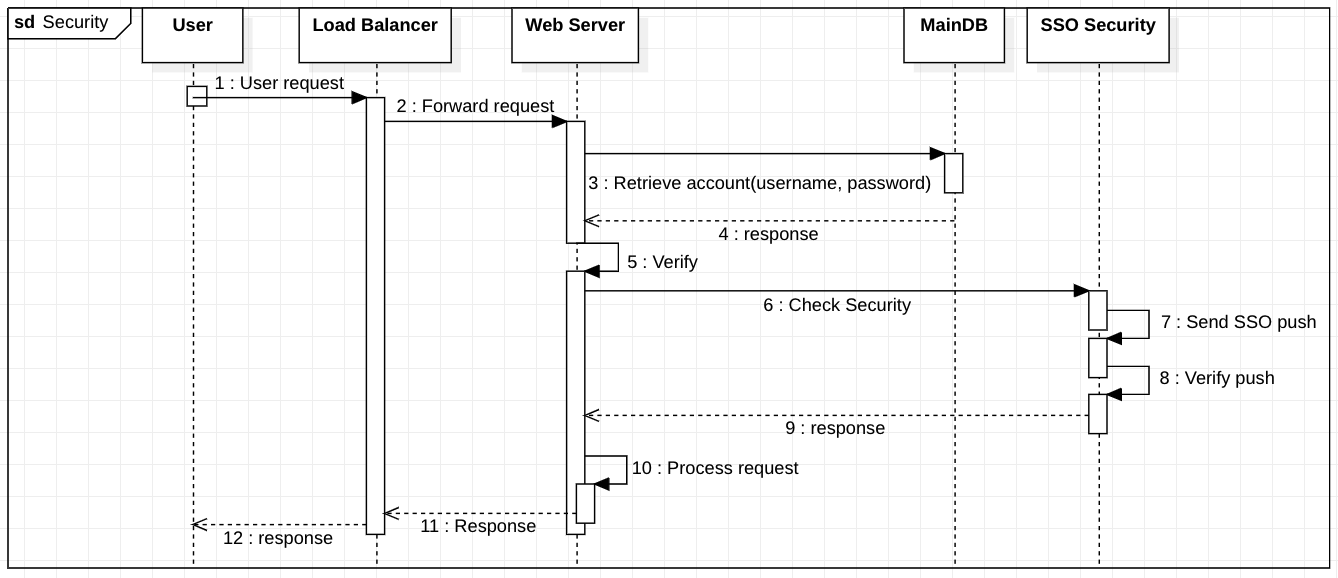 sd Security
User
Load Balancer
Web Server
MainDB
SSO Security
1 : User request
2 : Forward request
3 : Retrieve account(username, password)
4 : response
5 : Verify
6 : Check Security
7 : Send SSO push
8 : Verify push
9 : response
10 : Process request
11 : Response
12 : response